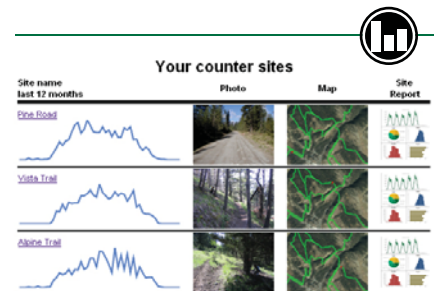 Your counter sites
Site name
last 12 months
Photo
Map
Site
Report
Pine Road
Vista Trail
Alpine Trail